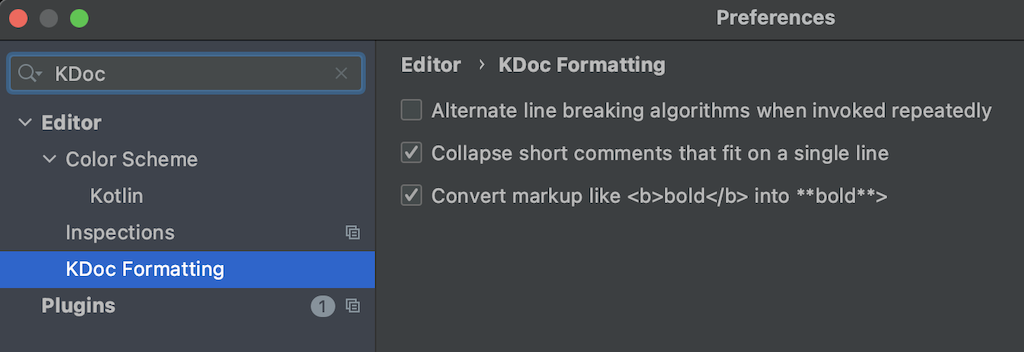 Preferences
KDoc
Editor
Color Scheme
Kotlin
Inspections
KDoc Formatting
Plugins 1
Editor › KDoc Formatting
Alternate line breaking algorithms when invoked repeatedly
Collapse short comments that fit on a single line
Convert markup like <b>bold</b> into **bold**>